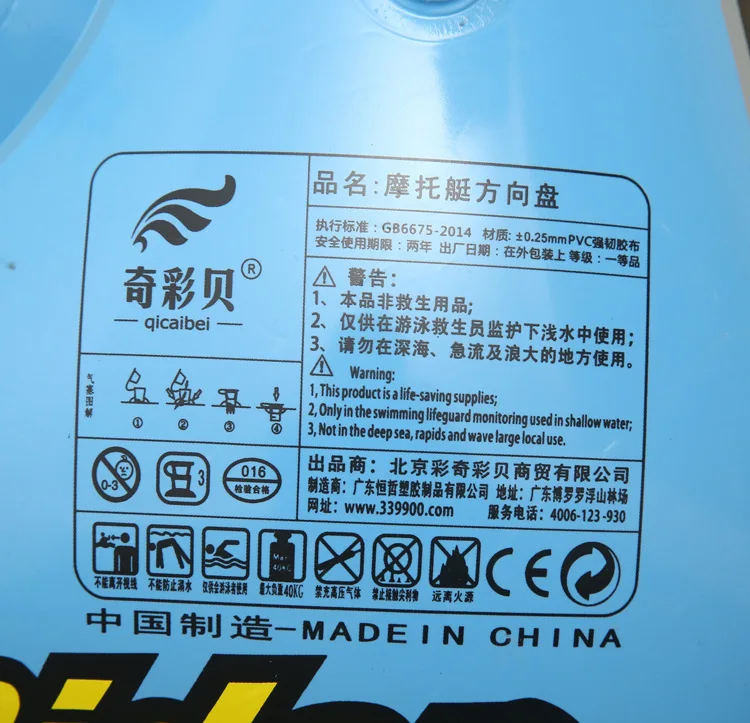 品名：摩托艇方向盘
执行标准：GB6675-2014 材质：±0.25mmPVC强韧胶布
安全使用期限：两年 出厂日期：在外包装上 等级：一等品
奇彩贝®
qicaibei
警告：
1、本品非救生用品；
2、仅供在游泳救生员监护下浅水中使用；
3、请勿在深海、急流及浪大的地方使用。
Warning:
1, This product is a life-saving supplies;
2, Only in the swimming lifeguard monitoring used in shallow water;
3, Not in the deep sea, rapids and wave large local use.
气塞图解
① ② ③ ④
0-3
3
016
检验合格
出品商：北京彩奇彩贝商贸有限公司
制造商：广东恒哲塑胶制品有限公司 地址：广东博罗罗浮山林场
网址：www.339900.com 服务电话：4006-123-930
Max
40KG
不能离开视线 不能防止溺水 仅供会游泳者使用 最大负重40KG 禁充高压气体 禁止接触尖利物 远离火源
CE
中国制造-MADE IN CHINA